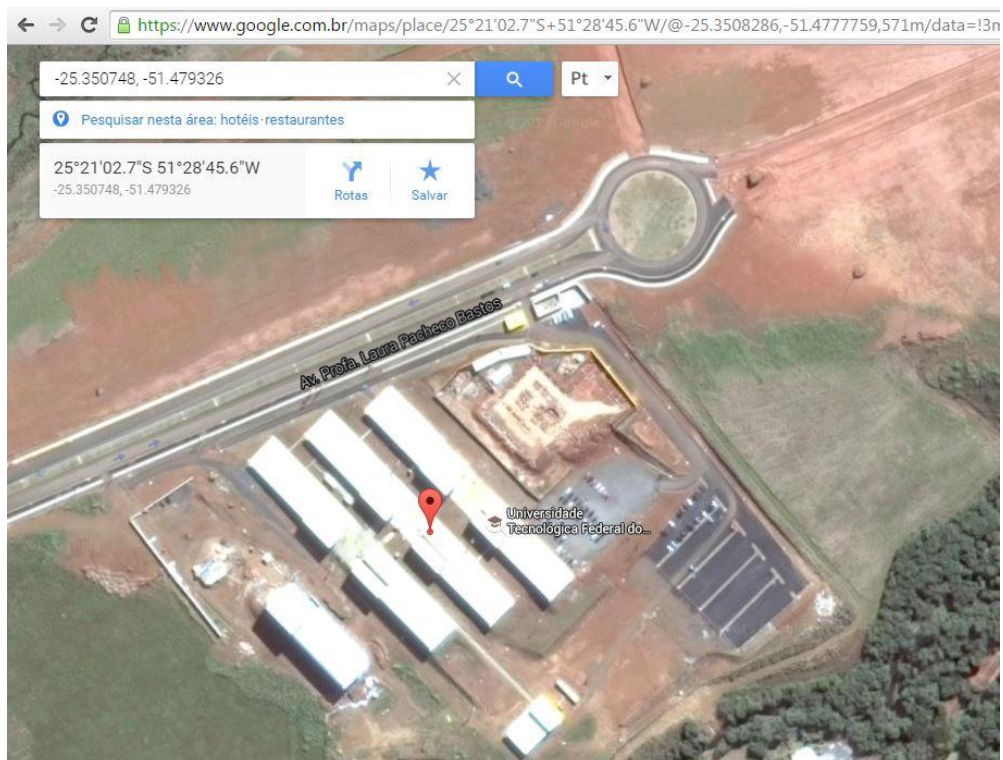 https://www.google.com.br/maps/place/25°21'02.7"S+51°28'45.6"W/@-25.3508286,-51.4777759,571m/data=!3m
-25.350748, -51.479326
Pt
Pesquisar nesta área: hotéis·restaurantes
25°21'02.7"S 51°28'45.6"W
-25.350748, -51.479326
Rotas
Salvar
Av. Profa. Laura Pacheco Bastos
Universidade
Tecnológica Federal do...